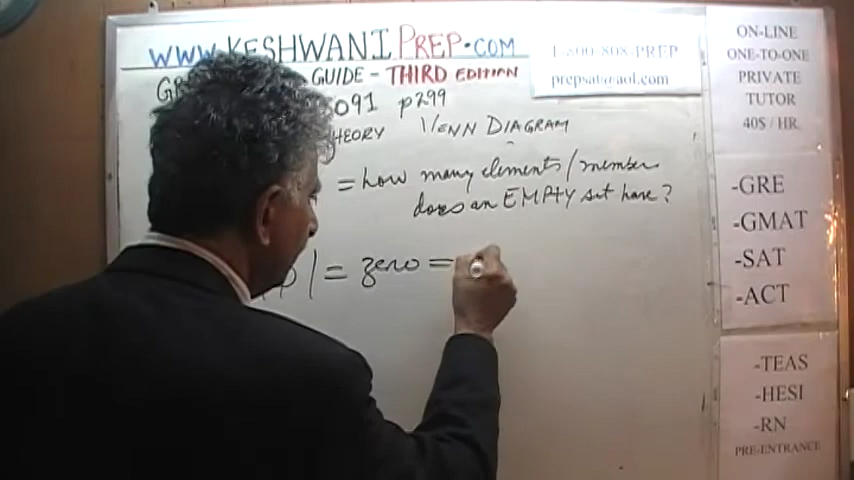 WWW.KESHWANIPREP.COM
1-800-808-PREP
prepsat@aol.com
GUIDE - THIRD EDITION
091 p299
HEORY VENN DIAGRAM
= how many elements/member
does an EMPTY set have?
| = zero =
ON-LINE
ONE-TO-ONE
PRIVATE
TUTOR
40$ / HR.
-GRE
-GMAT
-SAT
-ACT
-TEAS
-HESI
-RN
PRE-ENTRANCE